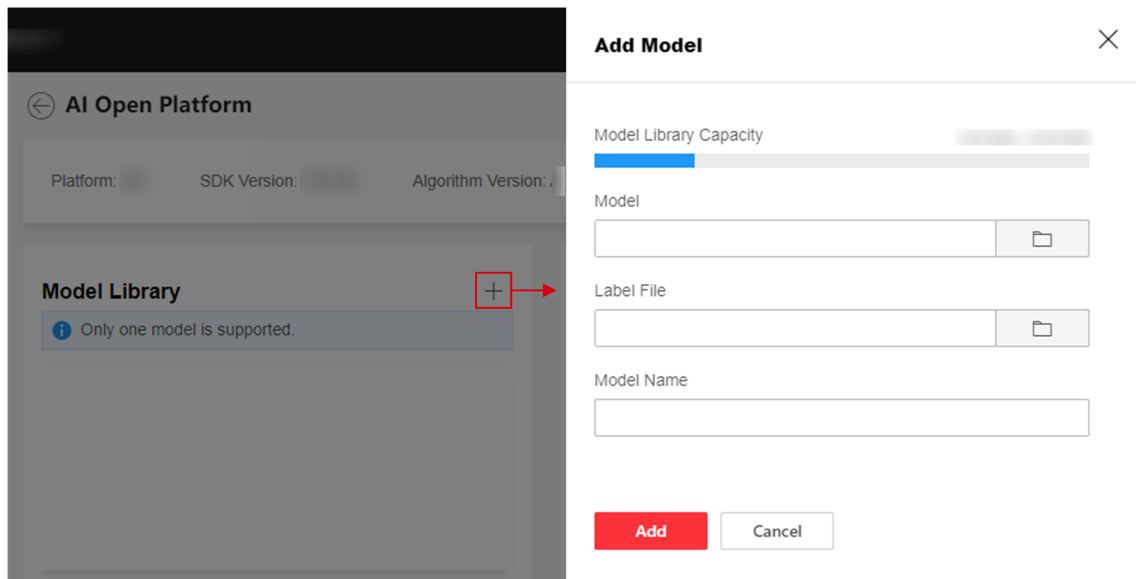 AI Open Platform
Platform:
SDK Version:
Algorithm Version:
Model Library
Only one model is supported.
Add Model
Model Library Capacity
Model
Label File
Model Name
Add
Cancel